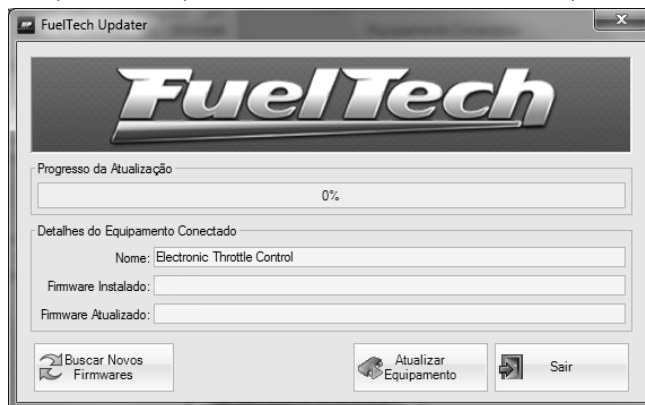 FuelTech Updater
FuelTech
Progresso da Atualização
0%
Detalhes do Equipamento Conectado
Nome: Electronic Throttle Control
Firmware Instalado:
Firmware Atualizado:
Buscar Novos
Firmwares
Atualizar
Equipamento
Sair